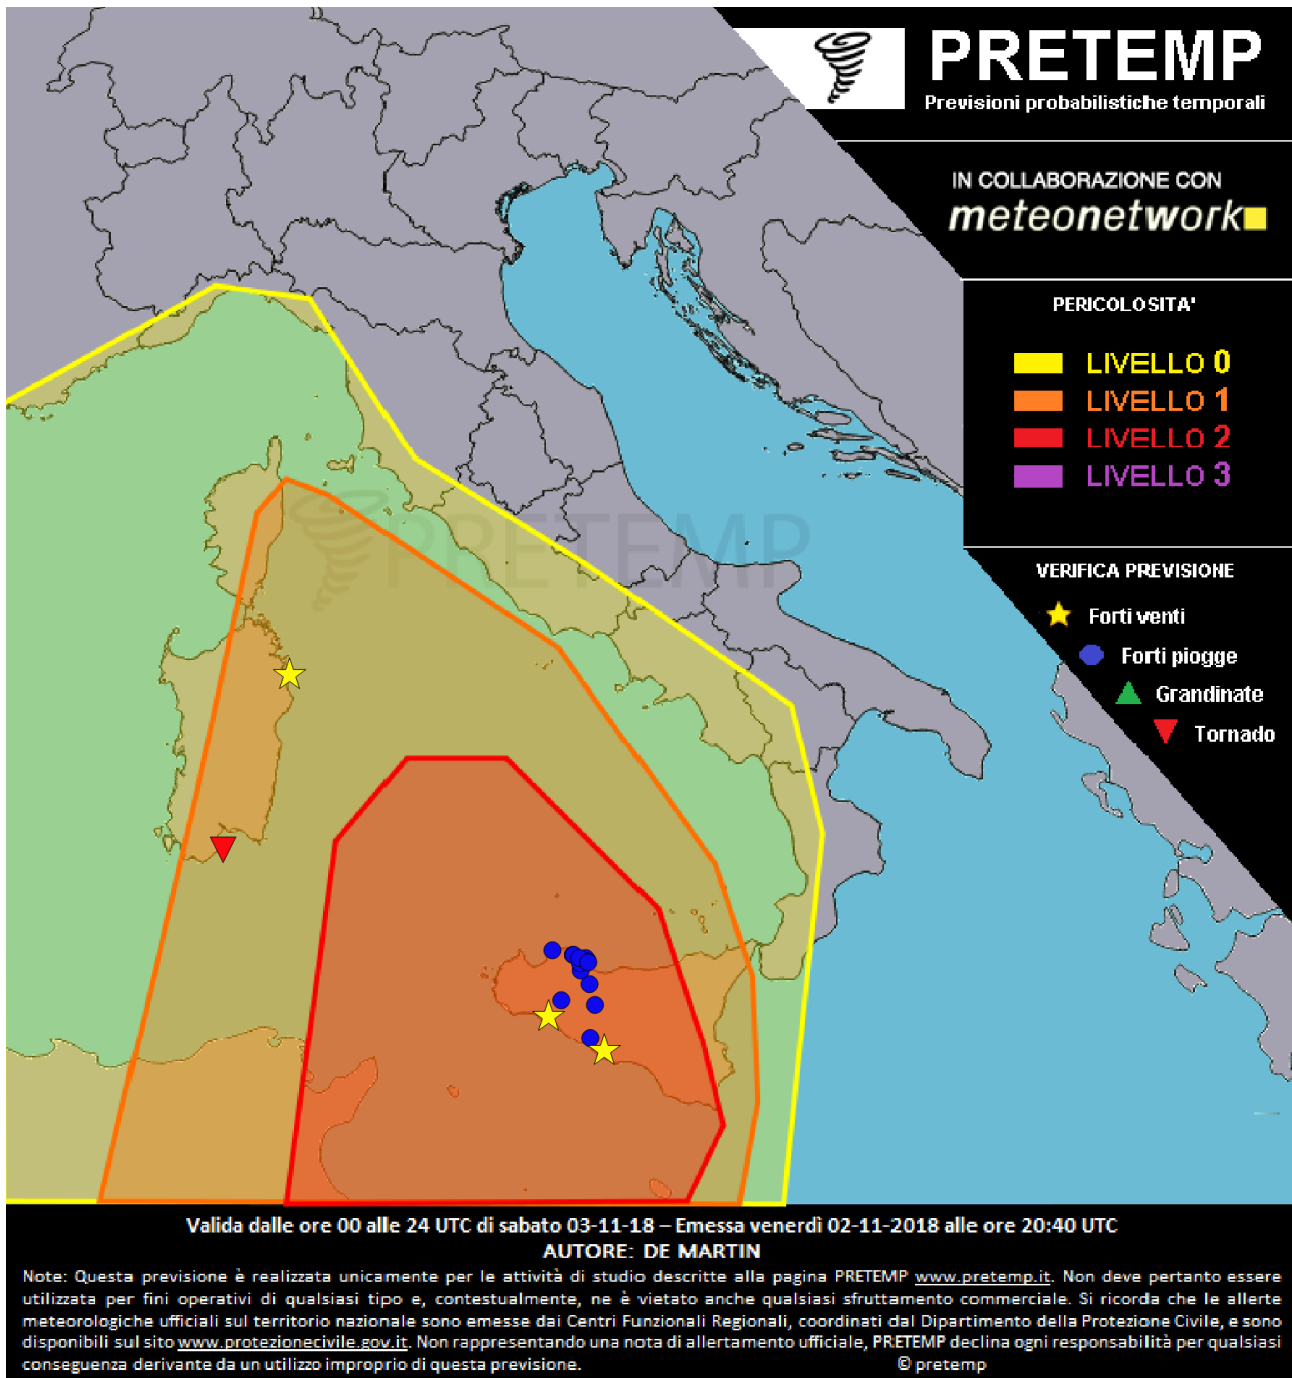 PRETEMP
Previsioni probabilistiche temporali
IN COLLABORAZIONE CON
meteonetwork
PERICOLOSITA'
LIVELLO 0
LIVELLO 1
LIVELLO 2
LIVELLO 3
PRETEMP
VERIFICA PREVISIONE
Forti venti
Forti piogge
Grandinate
Tornado
Valida dalle ore 00 alle 24 UTC di sabato 03-11-18 – Emessa venerdì 02-11-2018 alle ore 20:40 UTC
AUTORE: DE MARTIN
Note: Questa previsione è realizzata unicamente per le attività di studio descritte alla pagina PRETEMP www.pretemp.it. Non deve pertanto essere
utilizzata per fini operativi di qualsiasi tipo e, contestualmente, ne è vietato anche qualsiasi sfruttamento commerciale. Si ricorda che le allerte
meteorologiche ufficiali sul territorio nazionale sono emesse dai Centri Funzionali Regionali, coordinati dal Dipartimento della Protezione Civile, e sono
disponibili sul sito www.protezionecivile.gov.it. Non rappresentando una nota di allertamento ufficiale, PRETEMP declina ogni responsabilità per qualsiasi
conseguenza derivante da un utilizzo improprio di questa previsione. © pretemp